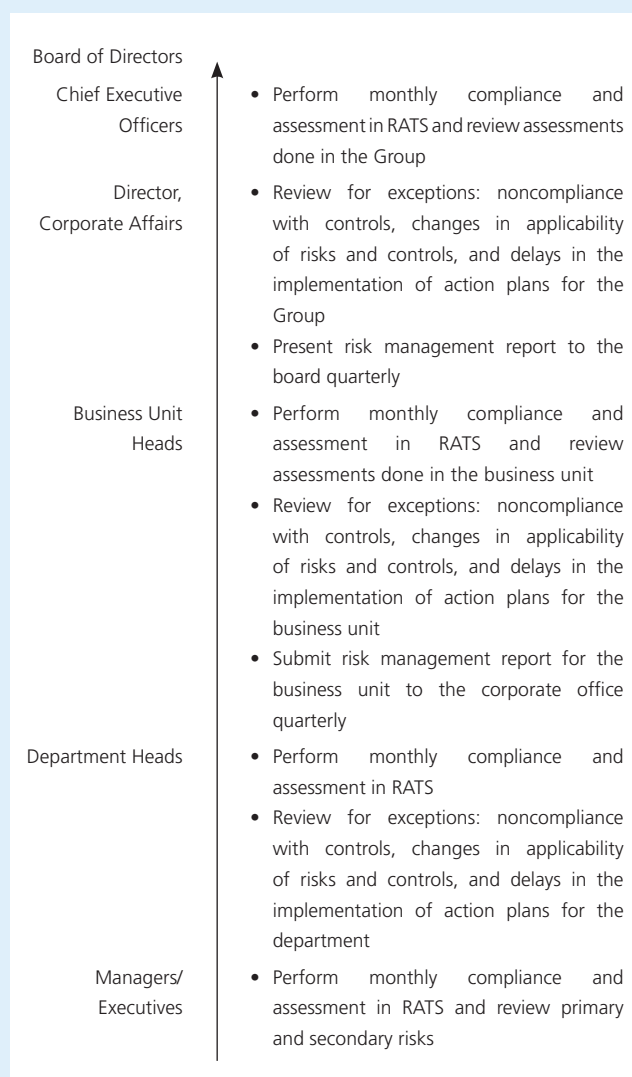 Board of Directors
Chief Executive
Officers
• Perform monthly compliance and
assessment in RATS and review assessments
done in the Group
Director,
Corporate Affairs
• Review for exceptions: noncompliance
with controls, changes in applicability
of risks and controls, and delays in the
implementation of action plans for the
Group
• Present risk management report to the
board quarterly
Business Unit
Heads
• Perform monthly compliance and
assessment in RATS and review
assessments done in the business unit
• Review for exceptions: noncompliance
with controls, changes in applicability
of risks and controls, and delays in the
implementation of action plans for the
business unit
• Submit risk management report for the
business unit to the corporate office
quarterly
Department Heads
• Perform monthly compliance and
assessment in RATS
• Review for exceptions: noncompliance
with controls, changes in applicability
of risks and controls, and delays in the
implementation of action plans for the
department
Managers/
Executives
• Perform monthly compliance and
assessment in RATS and review primary
and secondary risks